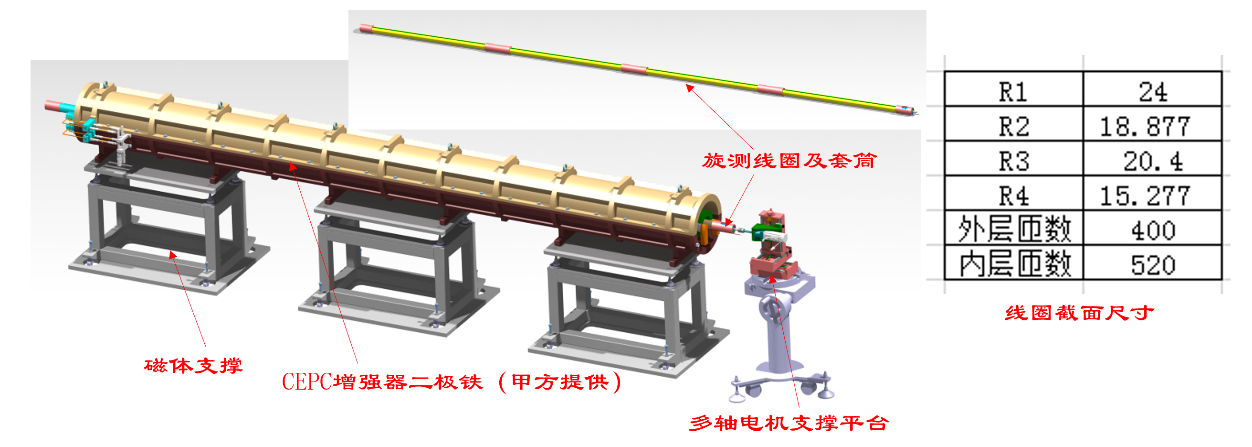 旋测线圈及套筒
磁体支撑
CEPC增强器二极铁（甲方提供）
多轴电机支撑平台
R1 24
R2 18.877
R3 20.4
R4 15.277
外层匝数 400
内层匝数 520
线圈截面尺寸